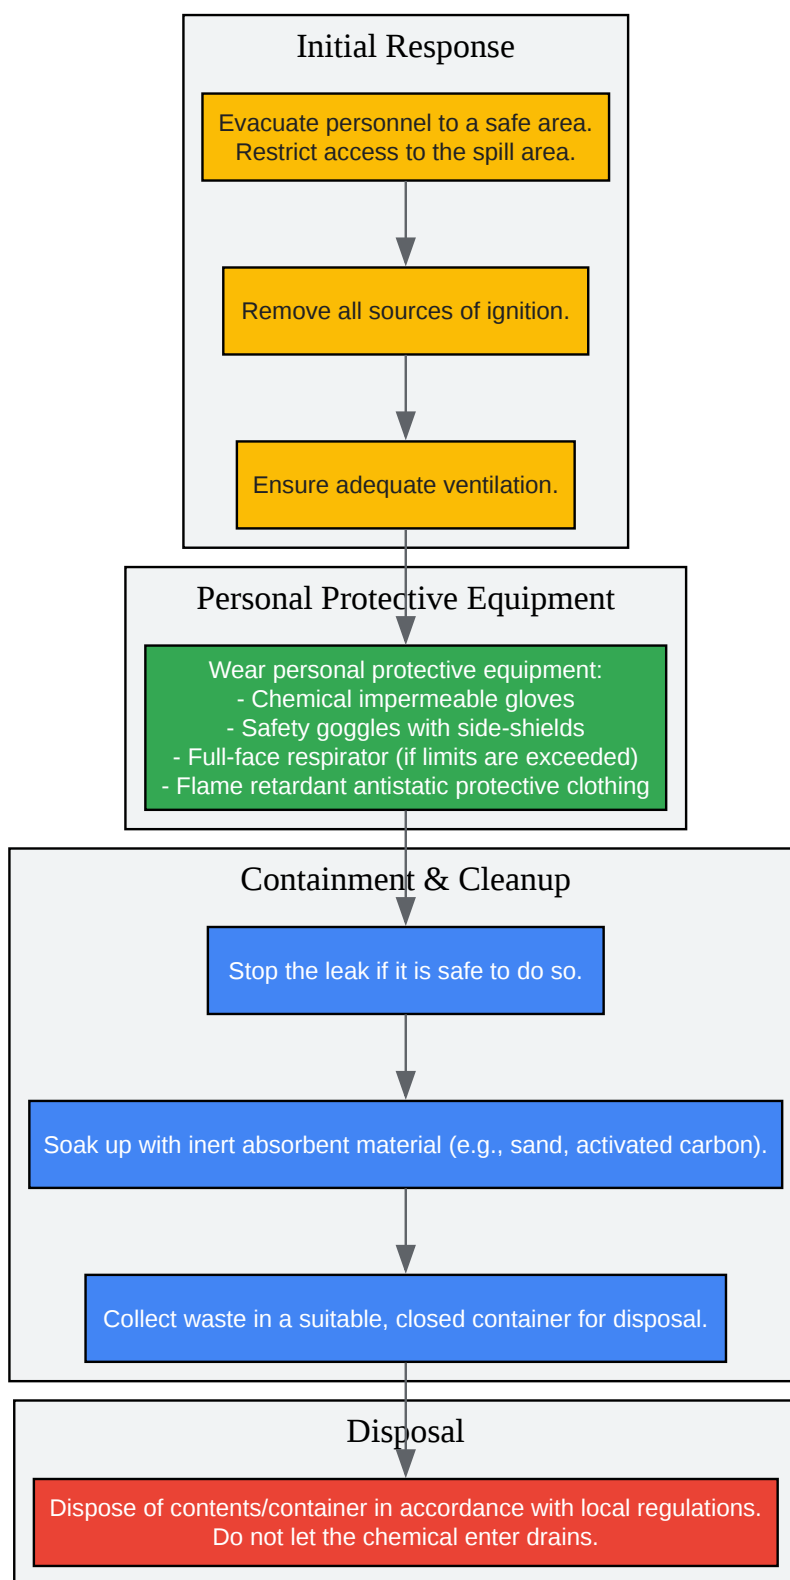 Initial Response
Evacuate personnel to a safe area.
Restrict access to the spill area.
Remove all sources of ignition.
Ensure adequate ventilation.
Personal Protective Equipment
Wear personal protective equipment:
- Chemical impermeable gloves
- Safety goggles with side-shields
- Full-face respirator (if limits are exceeded)
- Flame retardant antistatic protective clothing
Containment & Cleanup
Stop the leak if it is safe to do so.
Soak up with inert absorbent material (e.g., sand, activated carbon).
Collect waste in a suitable, closed container for disposal.
Disposal
Dispose of contents/container in accordance with local regulations.
Do not let the chemical enter drains.